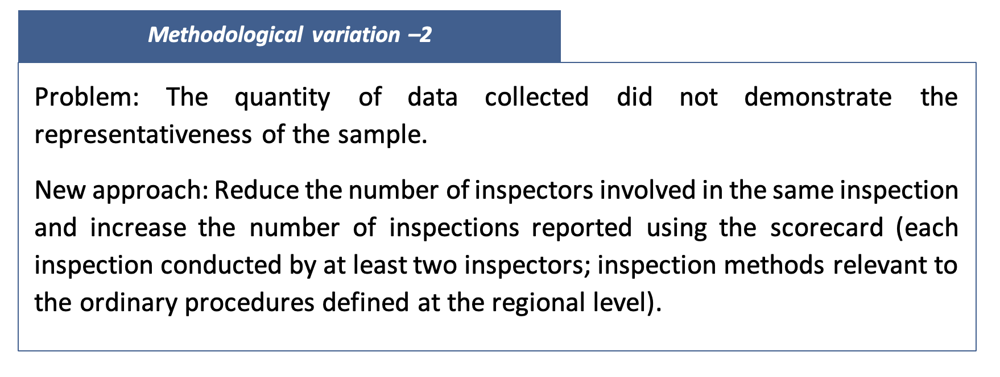 Methodological variation –2
Problem: The quantity of data collected did not demonstrate the
representativeness of the sample.
New approach: Reduce the number of inspectors involved in the same inspection
and increase the number of inspections reported using the scorecard (each
inspection conducted by at least two inspectors; inspection methods relevant to
the ordinary procedures defined at the regional level).